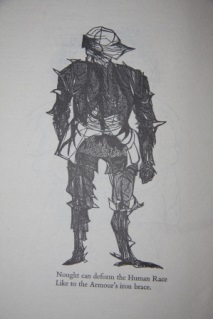 Nought can deform the Human Race
Like to the Armour's iron brace.